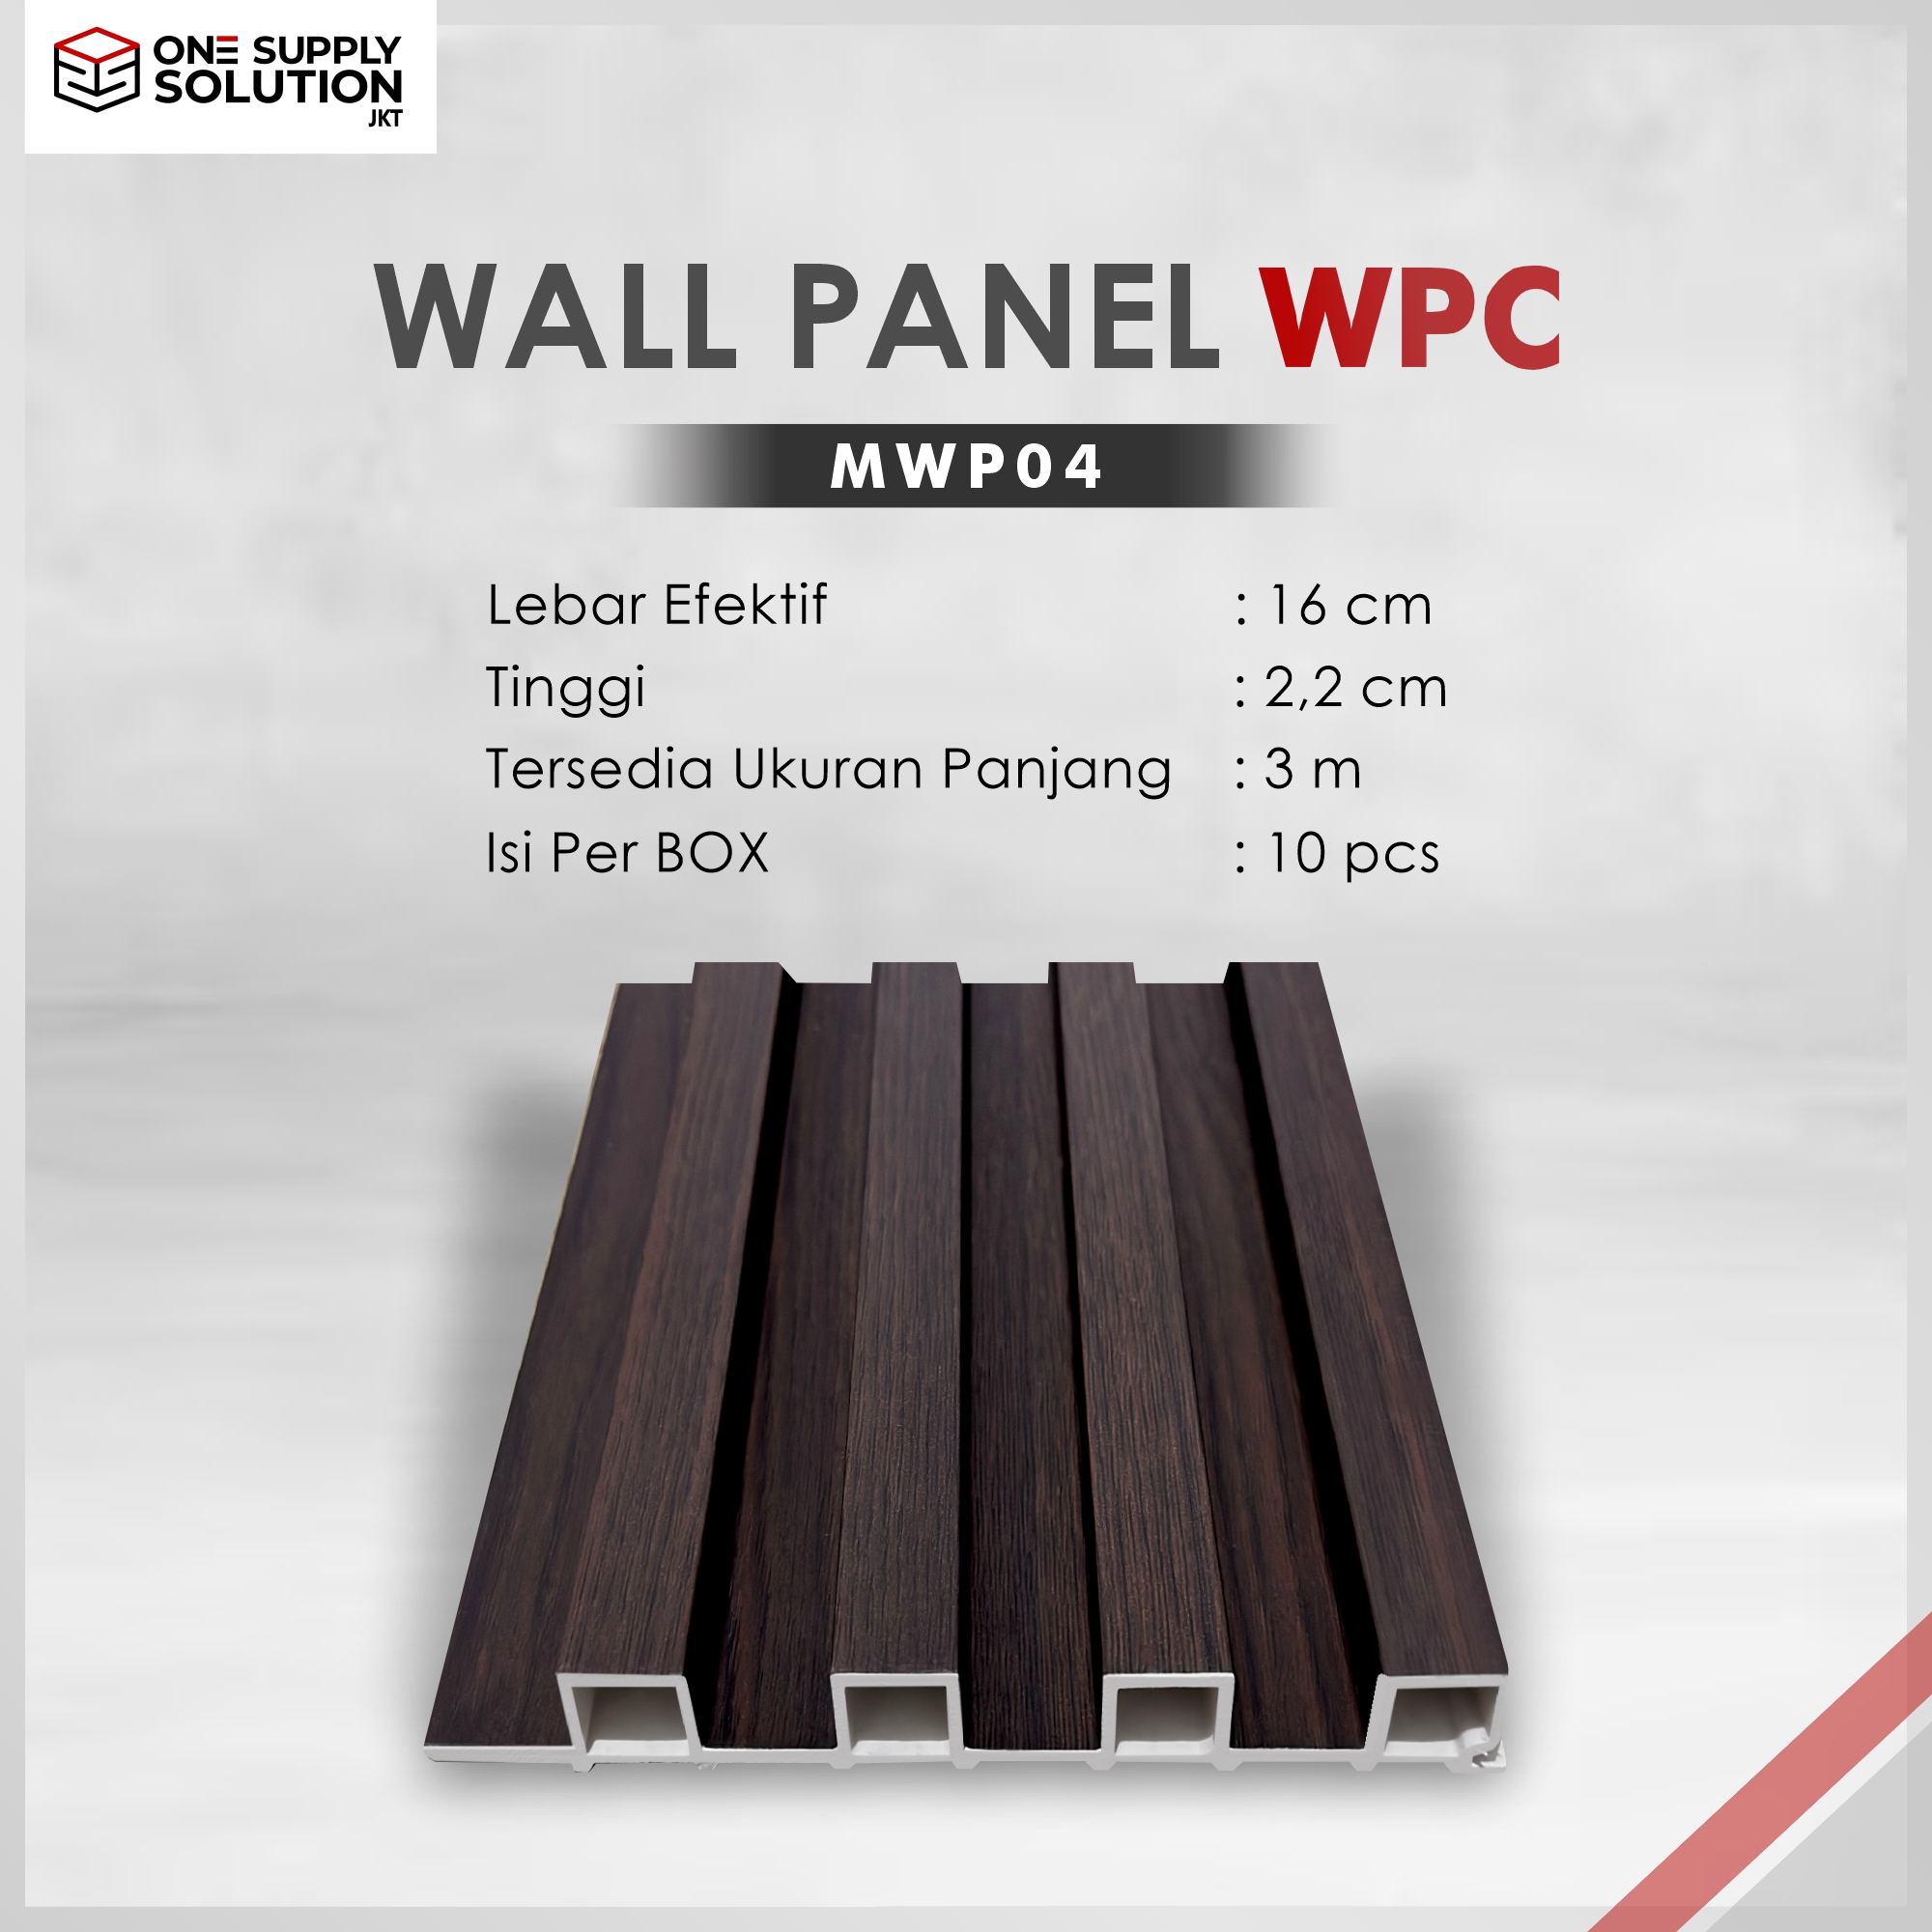 ONE SUPPLY
SOLUTION
JKT
WALL PANEL WPC
MWP04
Lebar Efektif : 16 cm
Tinggi : 2,2 cm
Tersedia Ukuran Panjang : 3 m
Isi Per BOX : 10 pcs